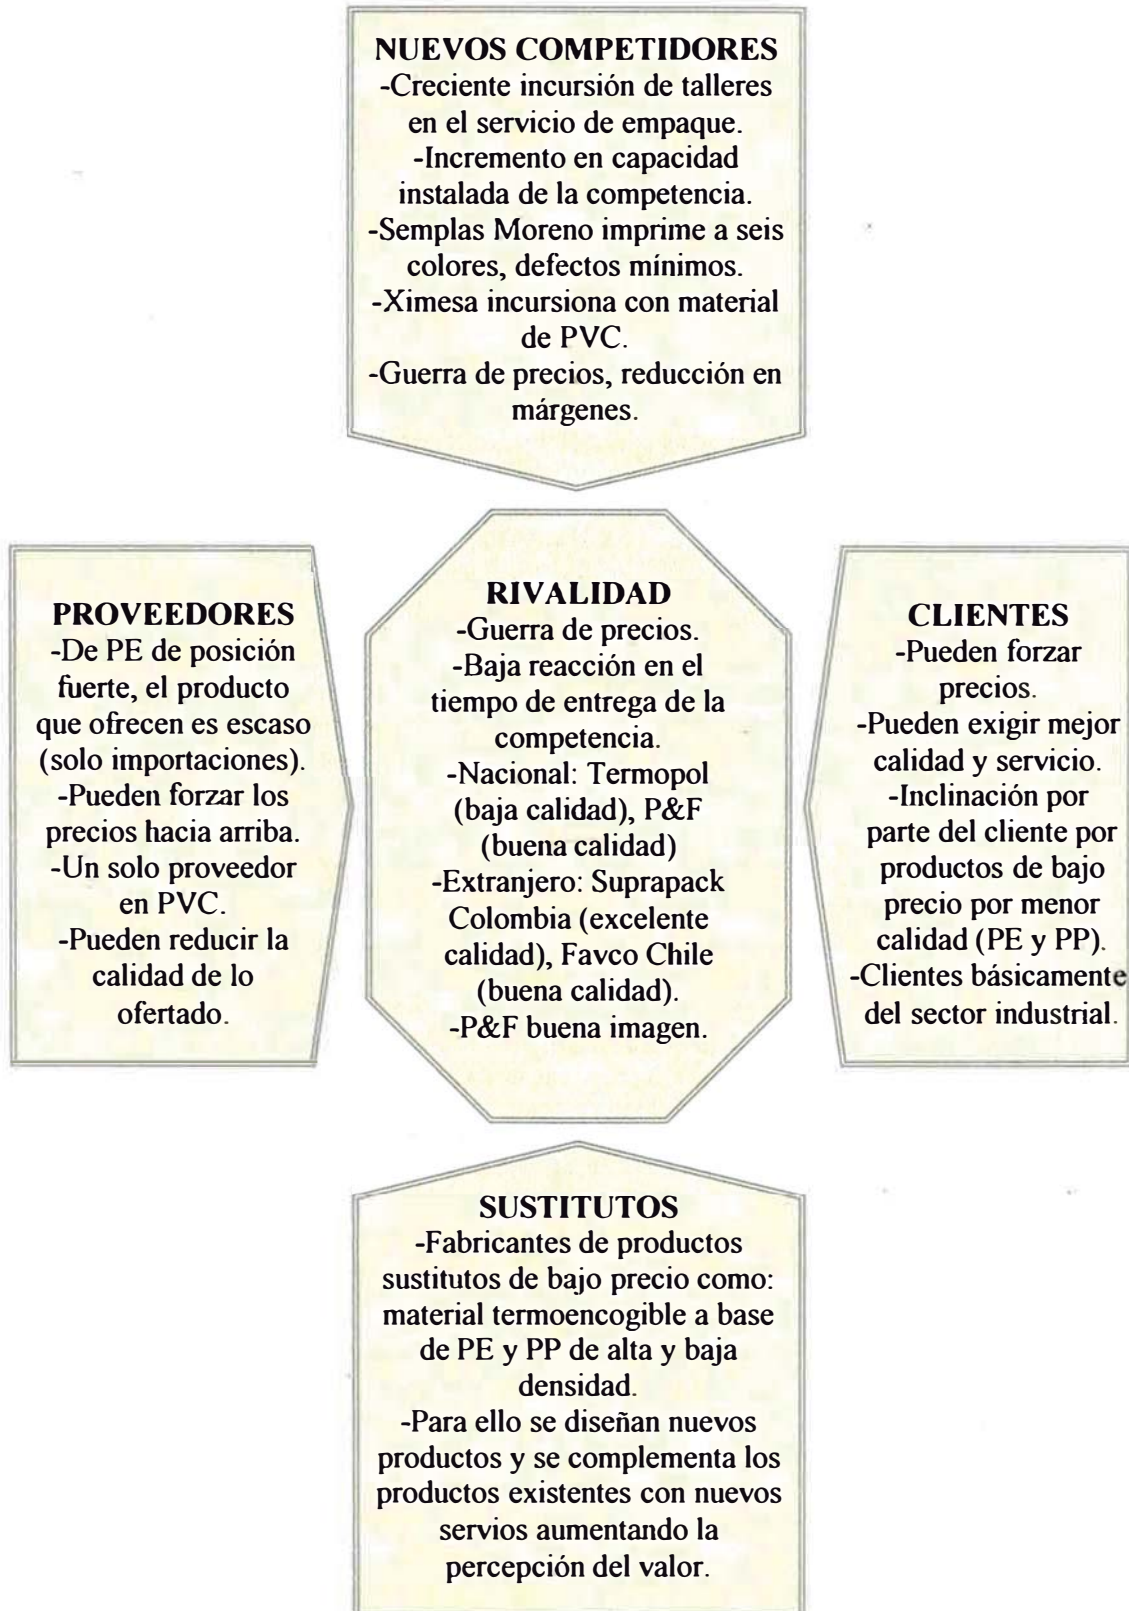 NUEVOS COMPETIDORES
-Creciente incursión de talleres
en el servicio de empaque.
-Incremento en capacidad
instalada de la competencia.
-Semplas Moreno imprime a seis
colores, defectos mínimos.
-Ximesa incursiona con material
de PVC.
-Guerra de precios, reducción en
márgenes.
PROVEEDORES
-De PE de posición
fuerte, el producto
que ofrecen es escaso
(solo importaciones).
-Pueden forzar los
precios hacia arriba.
-Un solo proveedor
en PVC.
-Pueden reducir la
calidad de lo
ofertado.
RIVALIDAD
-Guerra de precios.
-Baja reacción en el
tiempo de entrega de la
competencia.
-Nacional: Termopol
(baja calidad), P&F
(buena calidad)
-Extranjero: Suprapack
Colombia (excelente
calidad), Favco Chile
(buena calidad).
-P&F buena imagen.
CLIENTES
-Pueden forzar
precios.
-Pueden exigir mejor
calidad y servicio.
-Inclinación por
parte del cliente por
productos de bajo
precio por menor
calidad (PE y PP).
-Clientes básicamente
del sector industrial.
SUSTITUTOS
-Fabricantes de productos
sustitutos de bajo precio como:
material termoencogible a base
de PE y PP de alta y baja
densidad.
-Para ello se diseñan nuevos
productos y se complementa los
productos existentes con nuevos
servios aumentando la
percepción del valor.